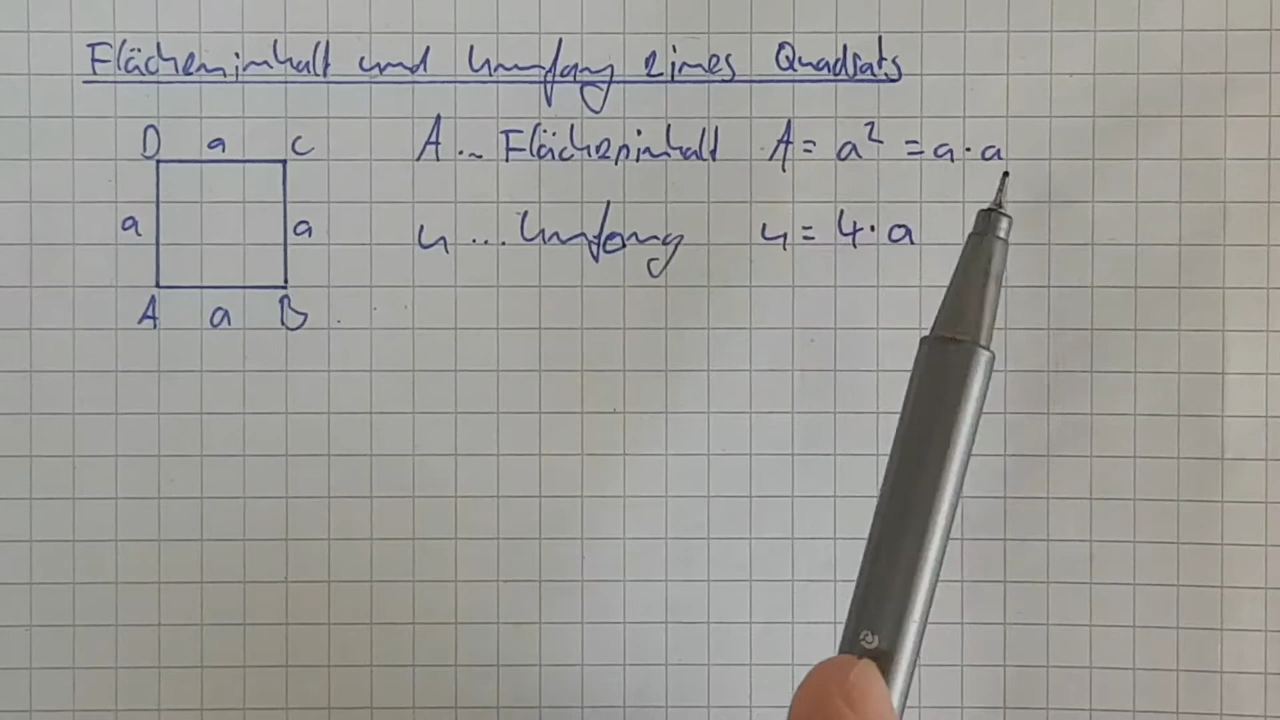 Flächeninhalt und Umfang eines Quadrats
D a C
A... Flächeninhalt A = a² = a·a
a a
u ... Umfang u = 4·a
A a B